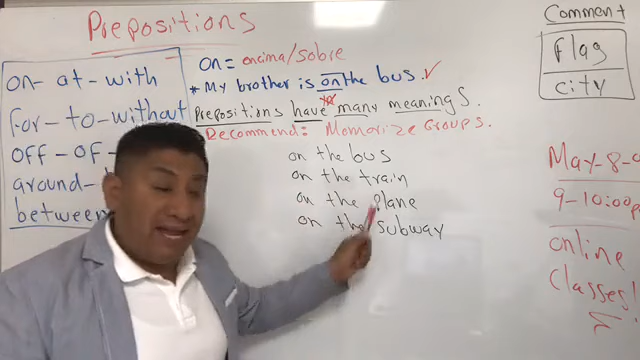 Prepositions
on - at - with
for - to - without
off - of -
around -
between
on = encima/sobre
* My brother is on the bus. ✓
Prepositions have many meanings.
Recommend: Memorize Groups.
on the bus
on the train
on the plane
on the subway
Comment
flag
city
May-8-
9-10:00p
online
classes!